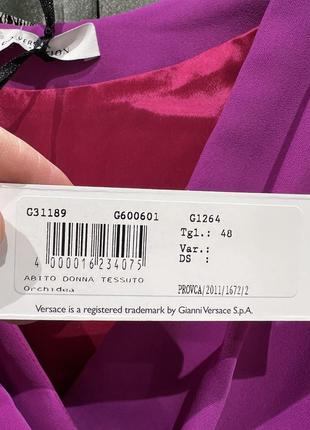 G31189 G600601 G1264
Tgl.: 48
Var.:
DS :
4 000016 234075
ABITO DONNA TESSUTO
Orchidea
PROVCA/2011/1672/2
Versace is a registered trademark by Gianni Versace S.p.A.